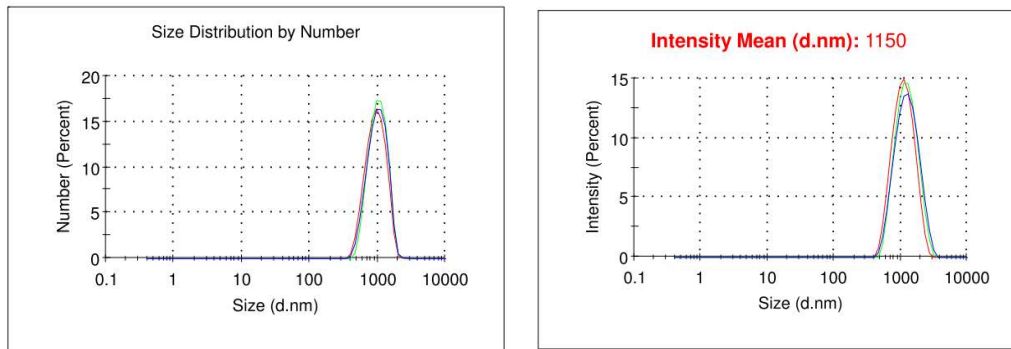 Size Distribution by Number
20
15
10
5
0
0.1 1 10 100 1000 10000
Number (Percent)
Size (d.nm)
Intensity Mean (d.nm): 1150
15
10
5
0
0.1 1 10 100 1000 10000
Intensity (Percent)
Size (d.nm)